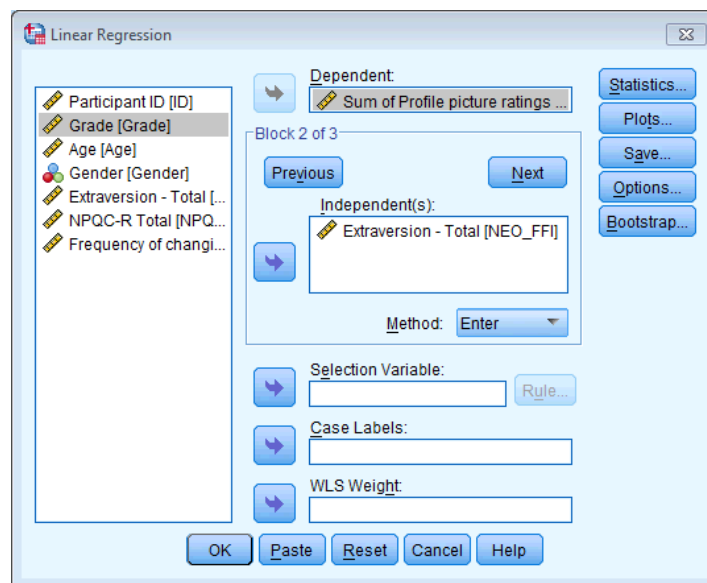 Linear Regression
Participant ID [ID]
Grade [Grade]
Age [Age]
Gender [Gender]
Extraversion - Total [...
NPQC-R Total [NPQ...
Frequency of changi...
Dependent:
Sum of Profile picture ratings ...
Block 2 of 3
Previous
Next
Independent(s):
Extraversion - Total [NEO_FFI]
Method: Enter
Selection Variable:
Rule...
Case Labels:
WLS Weight:
Statistics...
Plots...
Save...
Options...
Bootstrap...
OK Paste Reset Cancel Help